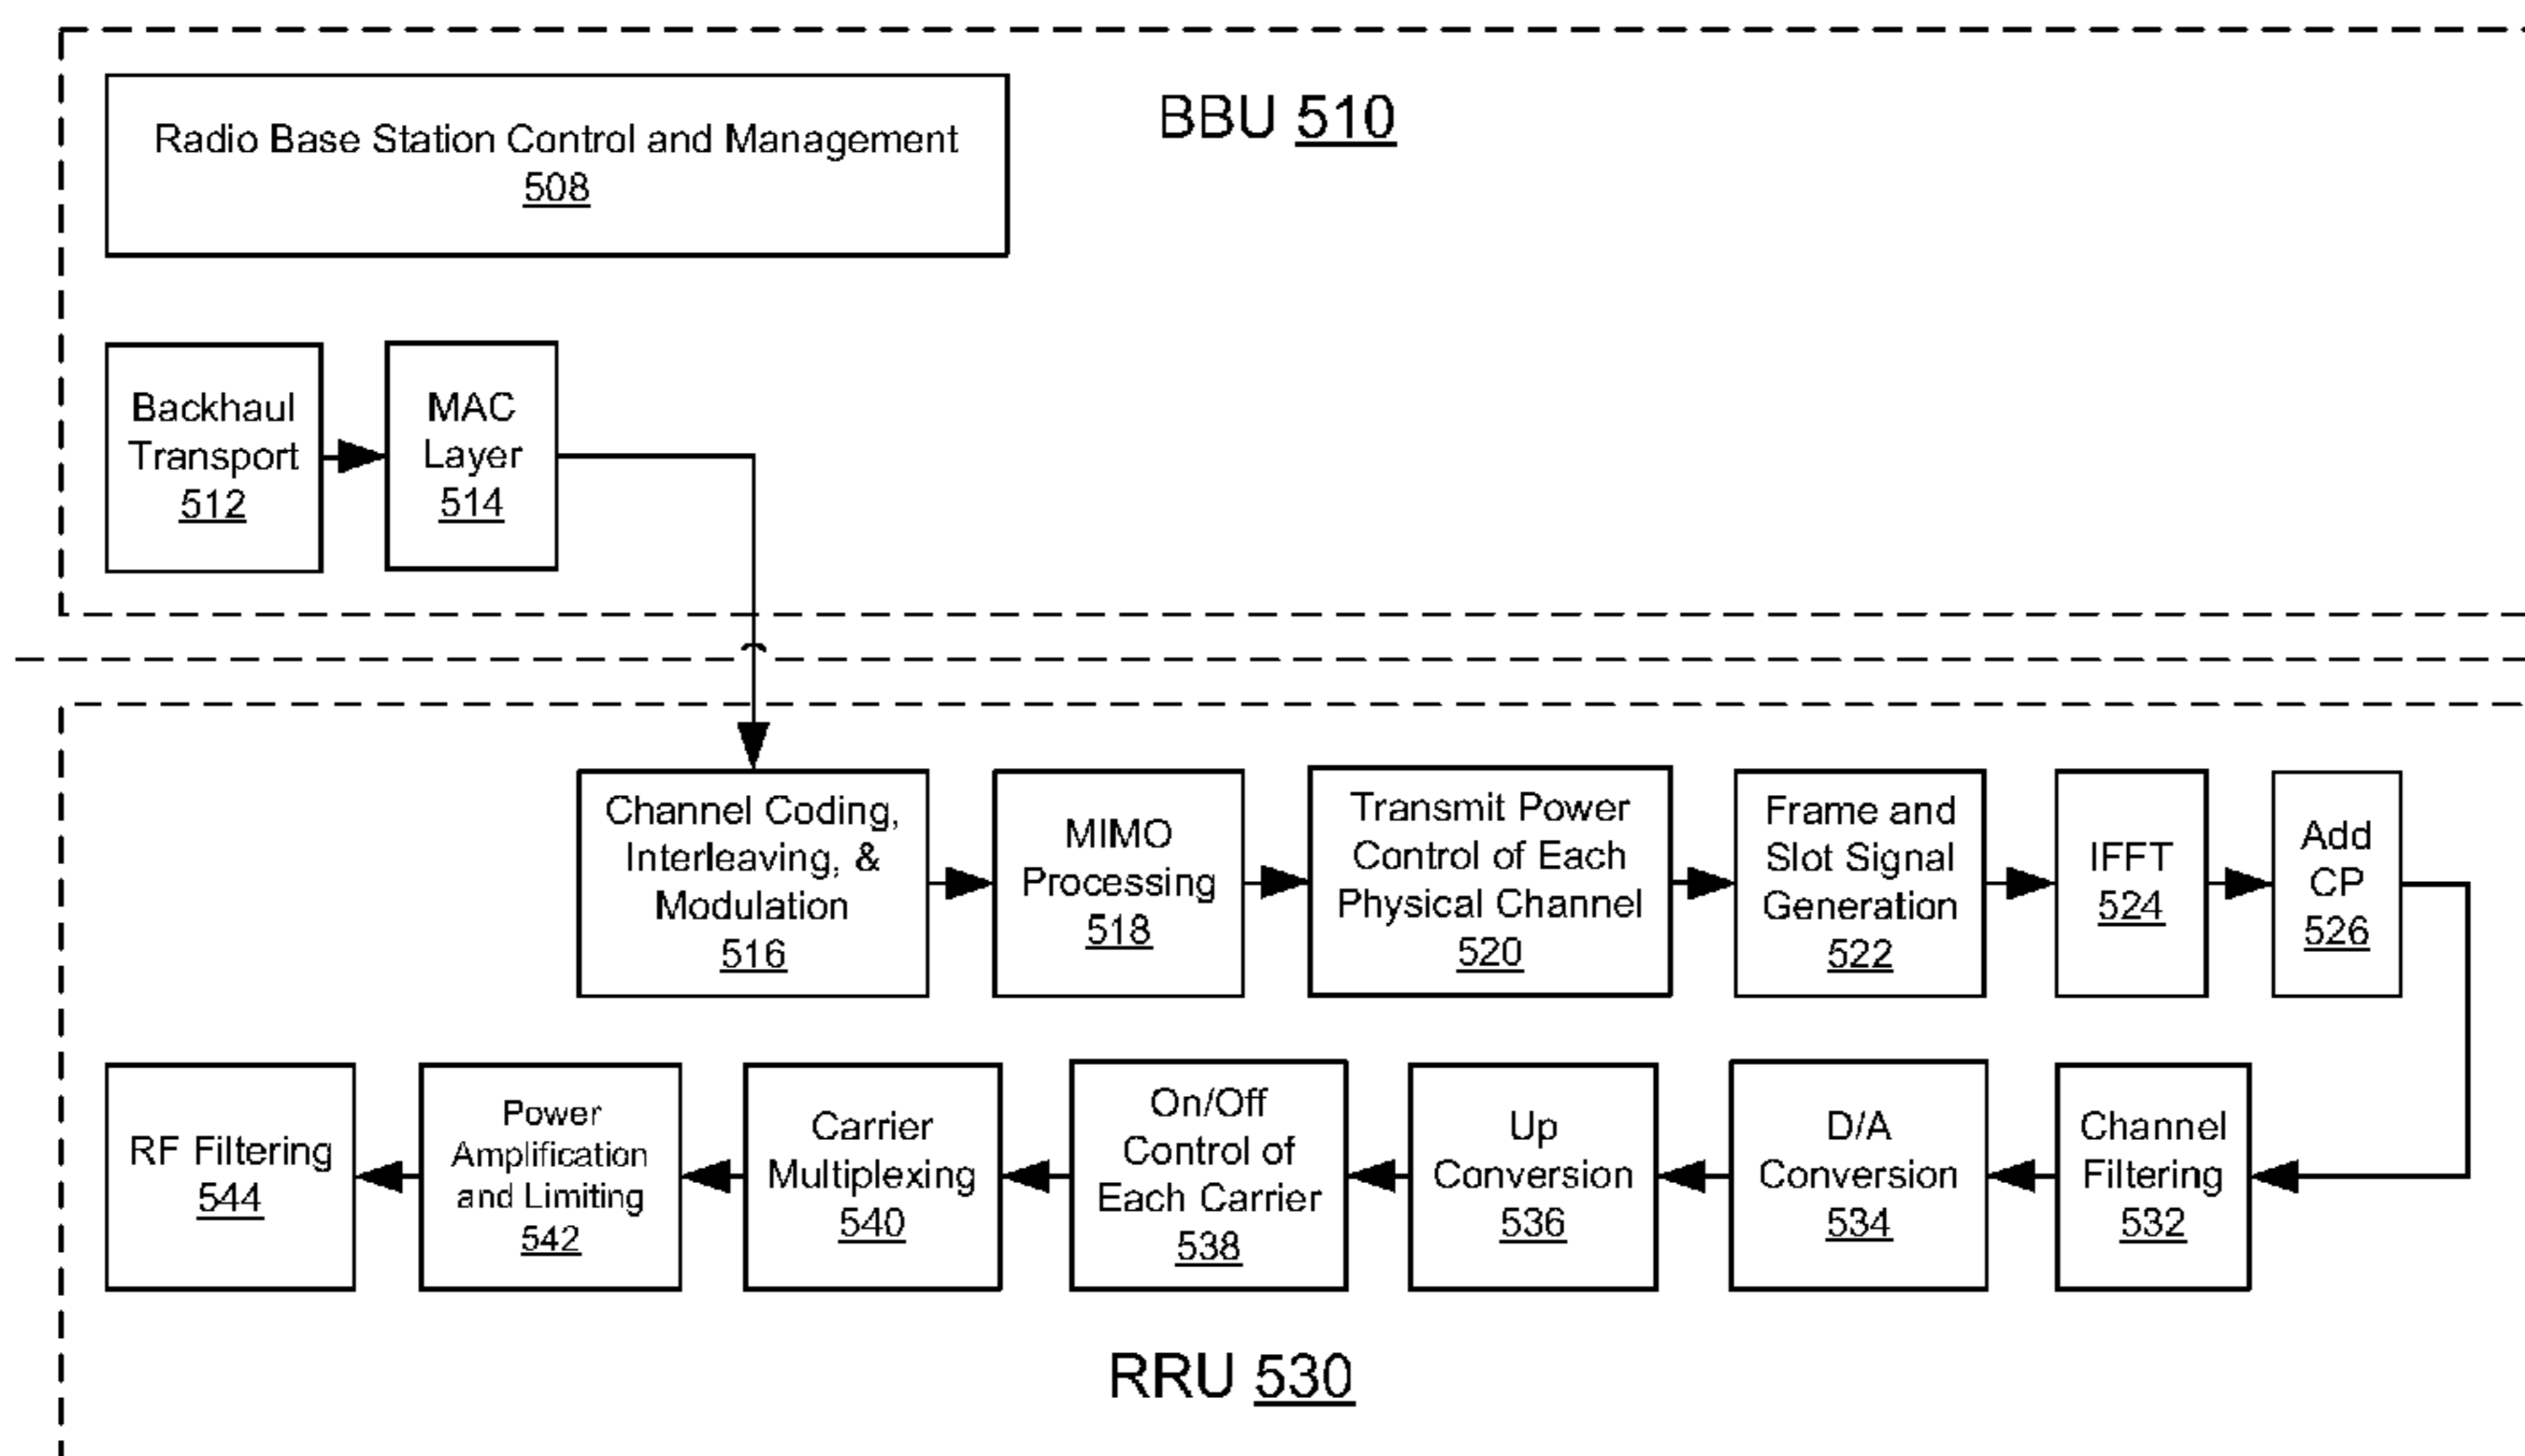 Radio Base Station Control and Management
508
BBU 510
Backhaul
Transport
512
MAC
Layer
514
Channel Coding,
Interleaving, &
Modulation
516
MIMO
Processing
518
Transmit Power
Control of Each
Physical Channel
520
Frame and
Slot Signal
Generation
522
IFFT
524
Add
CP
526
RF Filtering
544
Power
Amplification
and Limiting
542
Carrier
Multiplexing
540
On/Off
Control of
Each Carrier
538
Up
Conversion
536
D/A
Conversion
534
Channel
Filtering
532
RRU 530